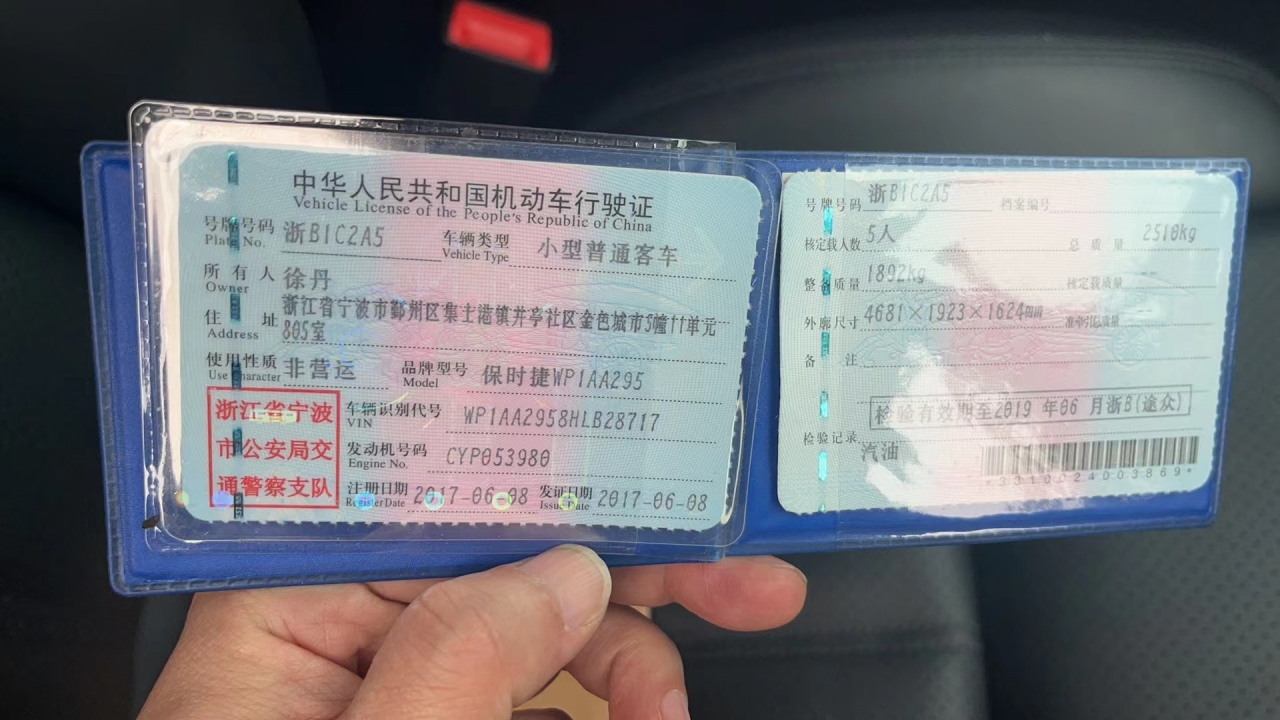 中华人民共和国机动车行驶证
Vehicle License of the People's Republic of China
号牌号码 浙B1C2A5 车辆类型 小型普通客车
Plate No. Vehicle Type
所有人 徐丹
Owner
住址 浙江省宁波市鄞州区集士港镇井亭社区金色城市5幢11单元
Address 805室
使用性质 非营运 品牌型号 保时捷WP1AA295
Use Character Model
浙江省宁波
市公安局交
通警察支队
车辆识别代号 WP1AA2958HLB28717
VIN
发动机号码 CYP053980
Engine No.
注册日期 2017-06-08 发证日期 2017-06-08
Register Date Issue Date
号牌号码 浙B1C2A5 档案编号
核定载人数 5人 总质量 2510kg
整备质量 1892kg 核定载质量
外廓尺寸 4681×1923×1624mm 准牵引总质量
备注
检验有效期至2019 年06 月浙B(途众)
检验记录
汽油
*3310024003869*